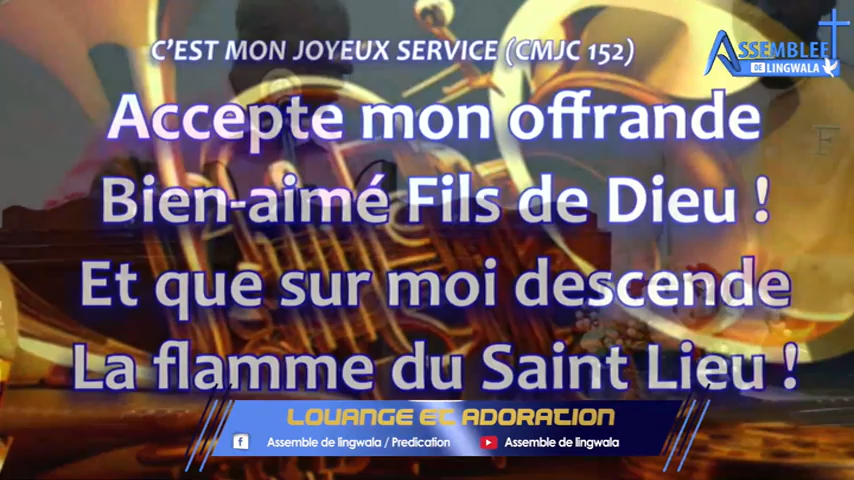 C'EST MON JOYEUX SERVICE (CMJC 152)
ASSEMBLEE
DE LINGWALA
Accepte mon offrande
Bien-aimé Fils de Dieu !
Et que sur moi descende
La flamme du Saint Lieu !
LOUANGE ET ADORATION
Assemble de lingwala / Predication
Assemble de lingwala